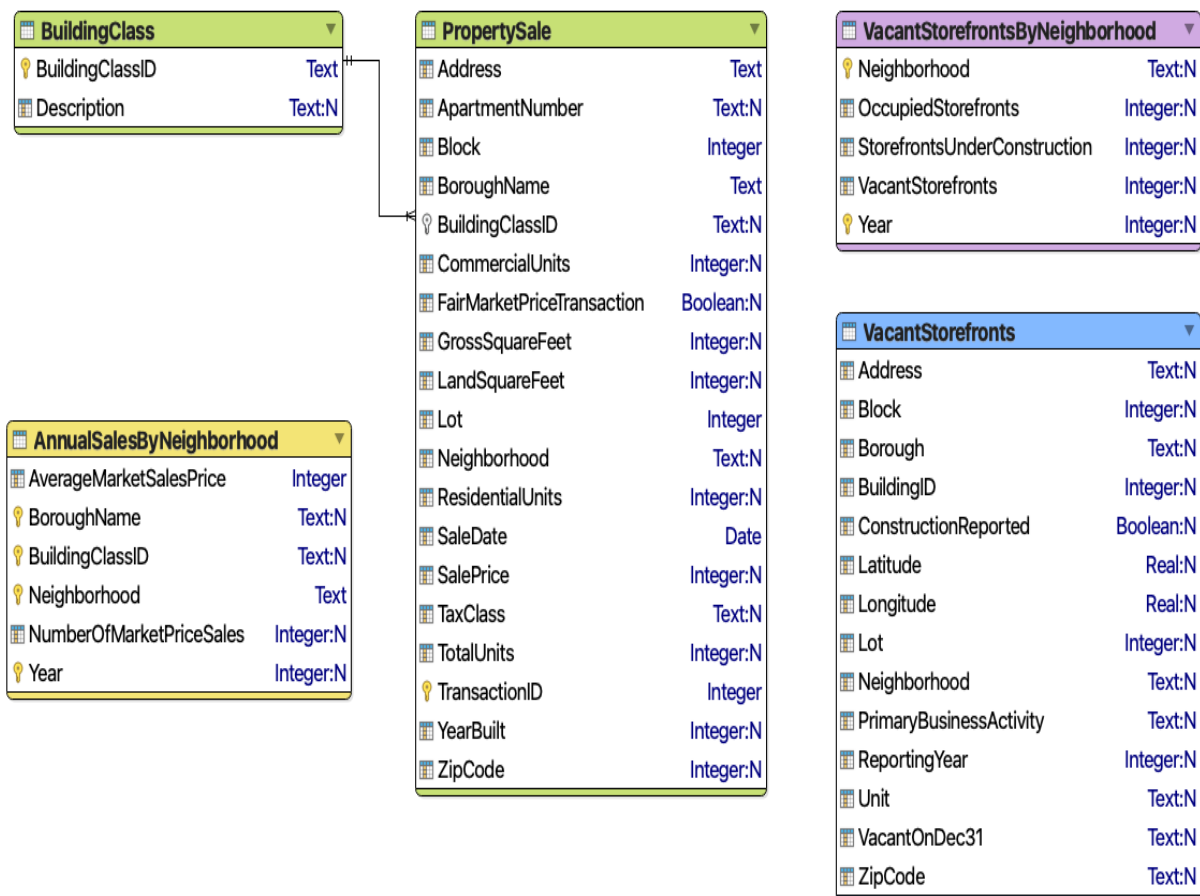 BuildingClass
BuildingClassID Text
Description Text:N
PropertySale
Address Text
ApartmentNumber Text:N
Block Integer
BoroughName Text
BuildingClassID Text:N
CommercialUnits Integer:N
FairMarketPriceTransaction Boolean:N
GrossSquareFeet Integer:N
LandSquareFeet Integer:N
Lot Integer
Neighborhood Text:N
ResidentialUnits Integer:N
SaleDate Date
SalePrice Integer:N
TaxClass Text:N
TotalUnits Integer:N
TransactionID Integer
YearBuilt Integer:N
ZipCode Integer:N
VacantStorefrontsByNeighborhood
Neighborhood Text:N
OccupiedStorefronts Integer:N
StorefrontsUnderConstruction Integer:N
VacantStorefronts Integer:N
Year Integer:N
AnnualSalesByNeighborhood
AverageMarketSalesPrice Integer
BoroughName Text:N
BuildingClassID Text:N
Neighborhood Text
NumberOfMarketPriceSales Integer:N
Year Integer:N
VacantStorefronts
Address Text:N
Block Integer:N
Borough Text:N
BuildingID Integer:N
ConstructionReported Boolean:N
Latitude Real:N
Longitude Real:N
Lot Integer:N
Neighborhood Text:N
PrimaryBusinessActivity Text:N
ReportingYear Integer:N
Unit Text:N
VacantOnDec31 Text:N
ZipCode Text:N